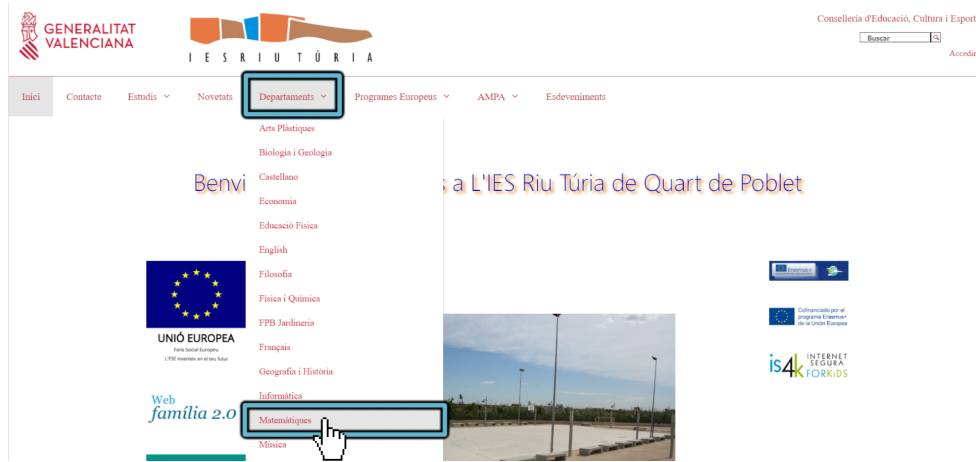 GENERALITAT
VALENCIANA
IES RIU TÚRIA
Conselleria d'Educació, Cultura i Esport
Buscar
Accedir
Inici
Contacte
Estudis
Novetats
Departaments
Programes Europeus
AMPA
Esdeveniments
Arts Plàstiques
Biologia i Geologia
Castellano
Economia
Educació Física
English
Filosofia
Física i Química
FPB Jardineria
Français
Geografia i Història
Informàtica
Matemàtiques
Música
Benvi
a L'IES Riu Túria de Quart de Poblet
UNIÓ EUROPEA
Fons Social Europeu
L'FSE inverteix en el teu futur
Web
família 2.0
Erasmus+
Cofinanciado por el
programa Erasmus+
de la Unión Europea
is4k INTERNET
SEGURA
FORKiDS